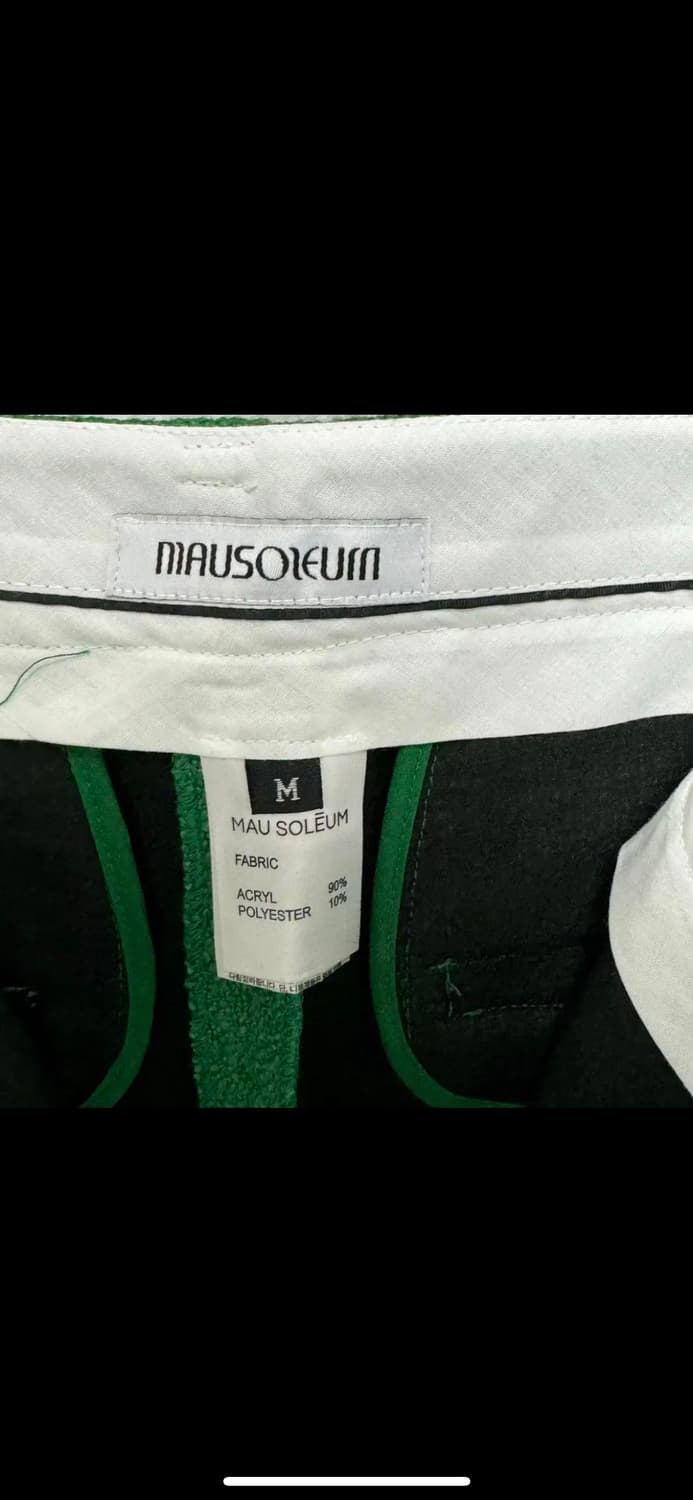 MAUSOLEUM
M
MAU SOLĒUM
FABRIC
ACRYL 90%
POLYESTER 10%